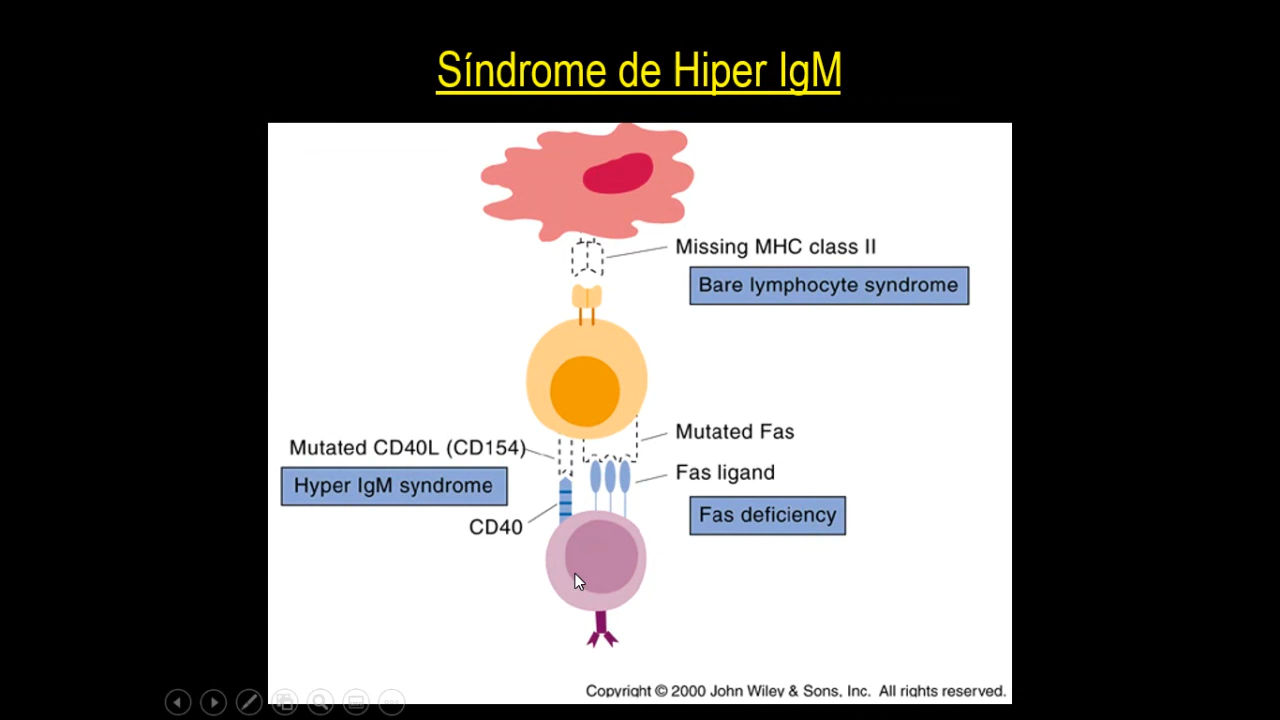 Síndrome de Hiper IgM
Missing MHC class II
Bare lymphocyte syndrome
Mutated CD40L (CD154)
Hyper IgM syndrome
CD40
Mutated Fas
Fas ligand
Fas deficiency
Copyright © 2000 John Wiley & Sons, Inc. All rights reserved.